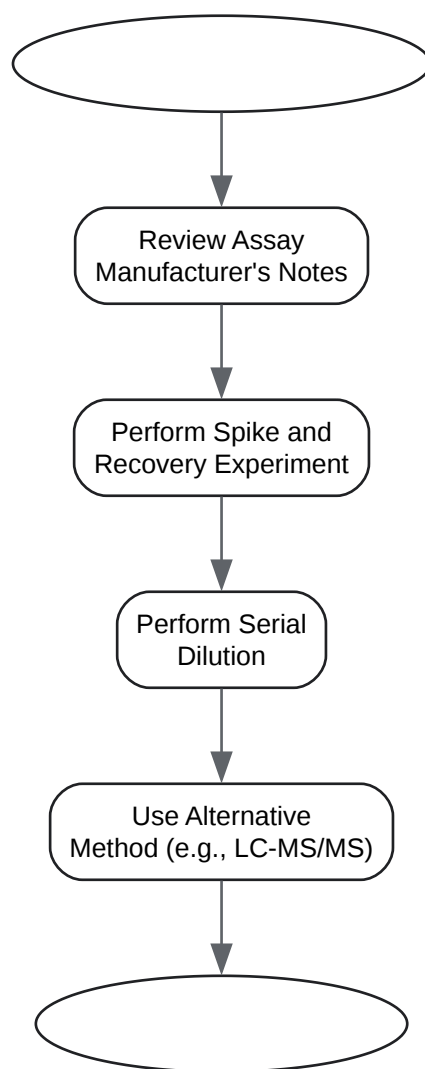 Review Assay
Manufacturer's Notes
Perform Spike and
Recovery Experiment
Perform Serial
Dilution
Use Alternative
Method (e.g., LC-MS/MS)